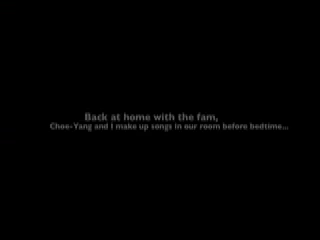 Back at home with the fam,
Choe-Yang and I make up songs in our room before bedtime...